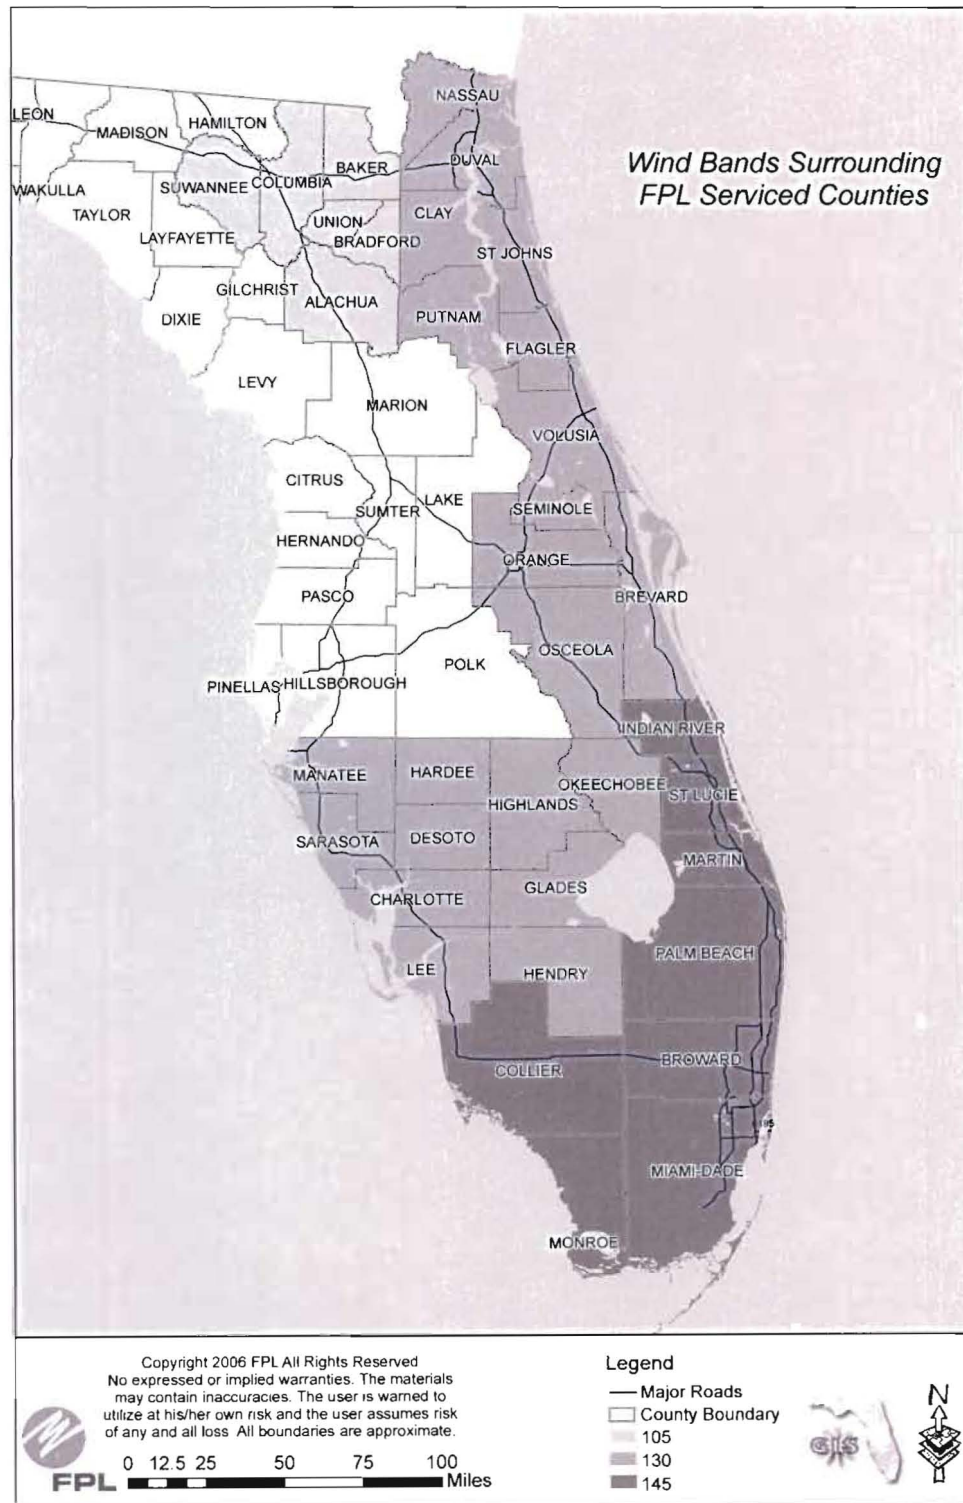 Wind Bands Surrounding
FPL Serviced Counties
NASSAU
LEON
HAMILTON
MADISON
DUVAL
BAKER
WAKULLA
SUWANNEE
COLUMBIA
TAYLOR
CLAY
UNION
BRADFORD
LAYFAYETTE
ST JOHNS
GILCHRIST
ALACHUA
DIXIE
PUTNAM
FLAGLER
LEVY
MARION
VOLUSIA
CITRUS
LAKE
SUMTER
SEMINOLE
HERNANDO
ORANGE
PASCO
BREVARD
OSCEOLA
POLK
PINELLAS
HILLSBOROUGH
INDIAN RIVER
MANATEE
HARDEE
OKEECHOBEE
ST LUCIE
HIGHLANDS
SARASOTA
DESOTO
MARTIN
GLADES
CHARLOTTE
PALM BEACH
LEE
HENDRY
BROWARD
COLLIER
MIAMI-DADE
MONROE
Copyright 2006 FPL All Rights Reserved
No expressed or implied warranties. The materials
may contain inaccuracies. The user is warned to
utilize at his/her own risk and the user assumes risk
of any and all loss All boundaries are approximate.
FPL
0 12.5 25 50 75 100
Miles
Legend
Major Roads
County Boundary
105
130
145
GIS
N